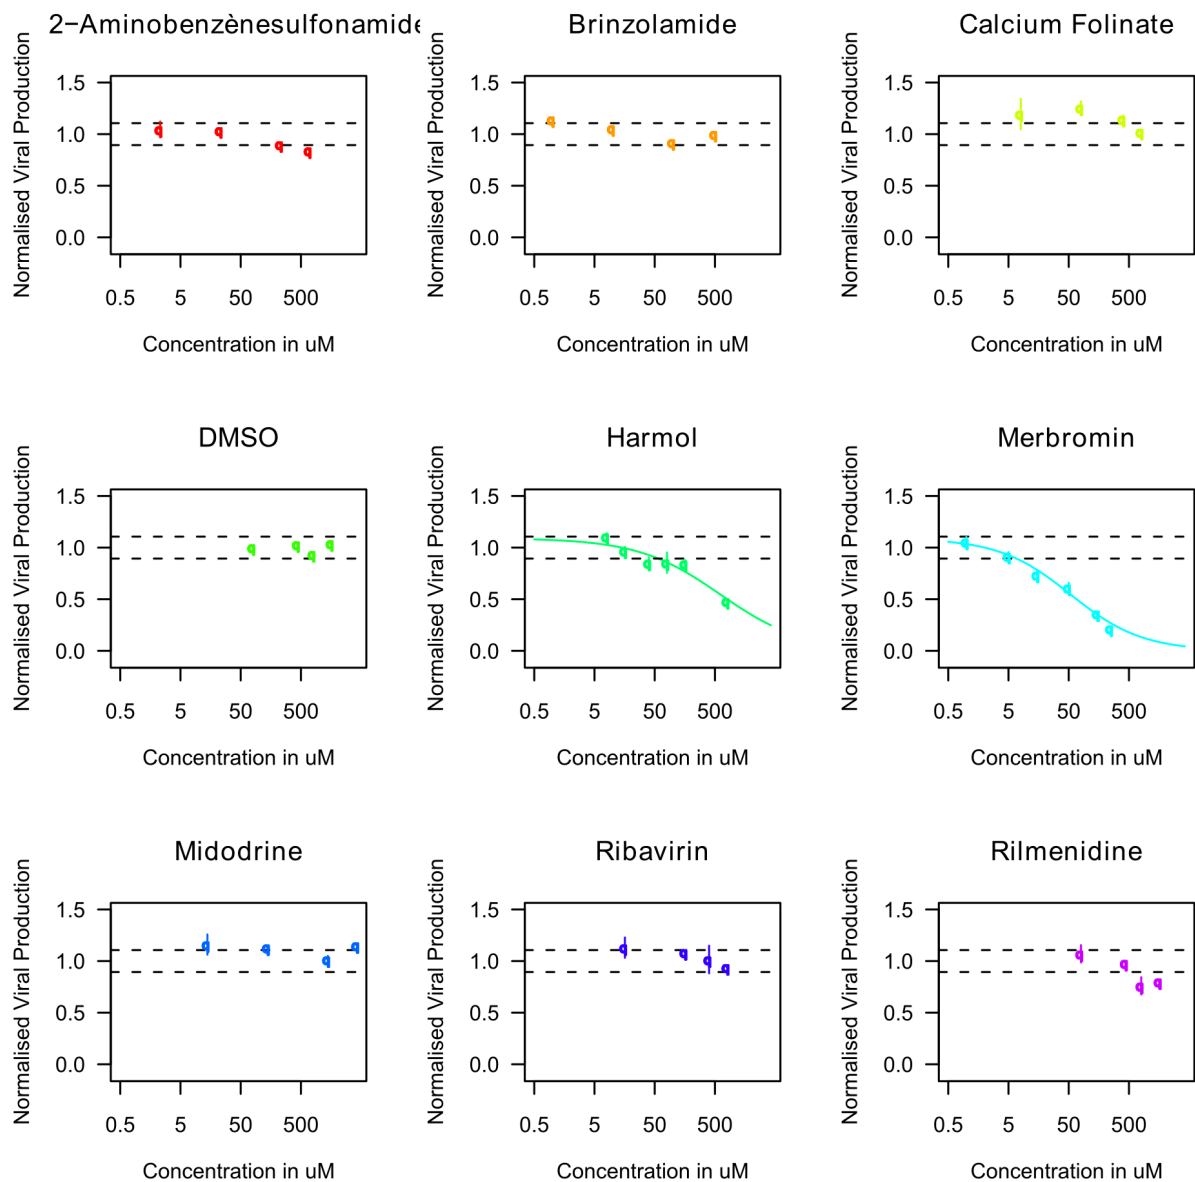 2−Aminobenzènesulfonamide
Normalised Viral Production
1.5
1.0
0.5
0.0
0.5 5 50 500
Concentration in uM
Brinzolamide
Normalised Viral Production
1.5
1.0
0.5
0.0
0.5 5 50 500
Concentration in uM
Calcium Folinate
Normalised Viral Production
1.5
1.0
0.5
0.0
0.5 5 50 500
Concentration in uM
DMSO
Normalised Viral Production
1.5
1.0
0.5
0.0
0.5 5 50 500
Concentration in uM
Harmol
Normalised Viral Production
1.5
1.0
0.5
0.0
0.5 5 50 500
Concentration in uM
Merbromin
Normalised Viral Production
1.5
1.0
0.5
0.0
0.5 5 50 500
Concentration in uM
Midodrine
Normalised Viral Production
1.5
1.0
0.5
0.0
0.5 5 50 500
Concentration in uM
Ribavirin
Normalised Viral Production
1.5
1.0
0.5
0.0
0.5 5 50 500
Concentration in uM
Rilmenidine
Normalised Viral Production
1.5
1.0
0.5
0.0
0.5 5 50 500
Concentration in uM